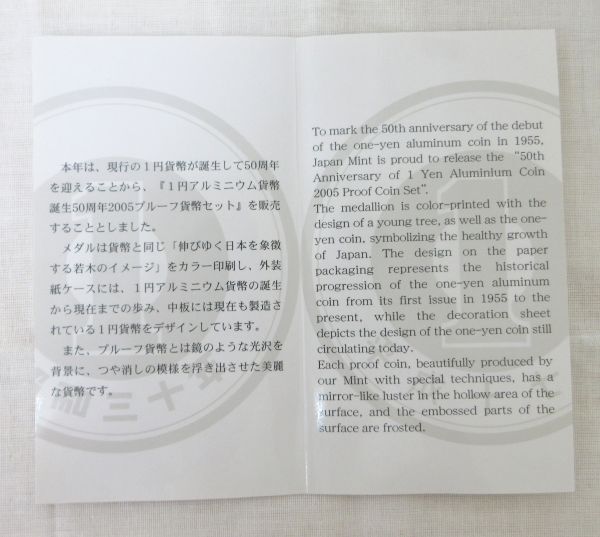 本年は、現行の１円貨幣が誕生して50周年
を迎えることから、『１円アルミニウム貨幣
誕生50周年2005プルーフ貨幣セット』を販売
することとしました。
メダルは貨幣と同じ「伸びゆく日本を象徴
する若木のイメージ」をカラー印刷し、外装
紙ケースには、１円アルミニウム貨幣の誕生
から現在までの歩み、中板には現在も製造さ
れている１円貨幣をデザインしています。
また、プルーフ貨幣とは鏡のような光沢を
背景に、つや消しの模様を浮き出させた美麗
な貨幣です。
To mark the 50th anniversary of the debut
of the one-yen aluminum coin in 1955,
Japan Mint is proud to release the “50th
Anniversary of 1 Yen Aluminium Coin
2005 Proof Coin Set”.
The medallion is color-printed with the
design of a young tree, as well as the one-
yen coin, symbolizing the healthy growth
of Japan. The design on the paper
packaging represents the historical
progression of the one-yen aluminum
coin from its first issue in 1955 to the
present, while the decoration sheet
depicts the design of the one-yen coin still
circulating today.
Each proof coin, beautifully produced by
our Mint with special techniques, has a
mirror-like luster in the hollow area of the
surface, and the embossed parts of the
surface are frosted.
1